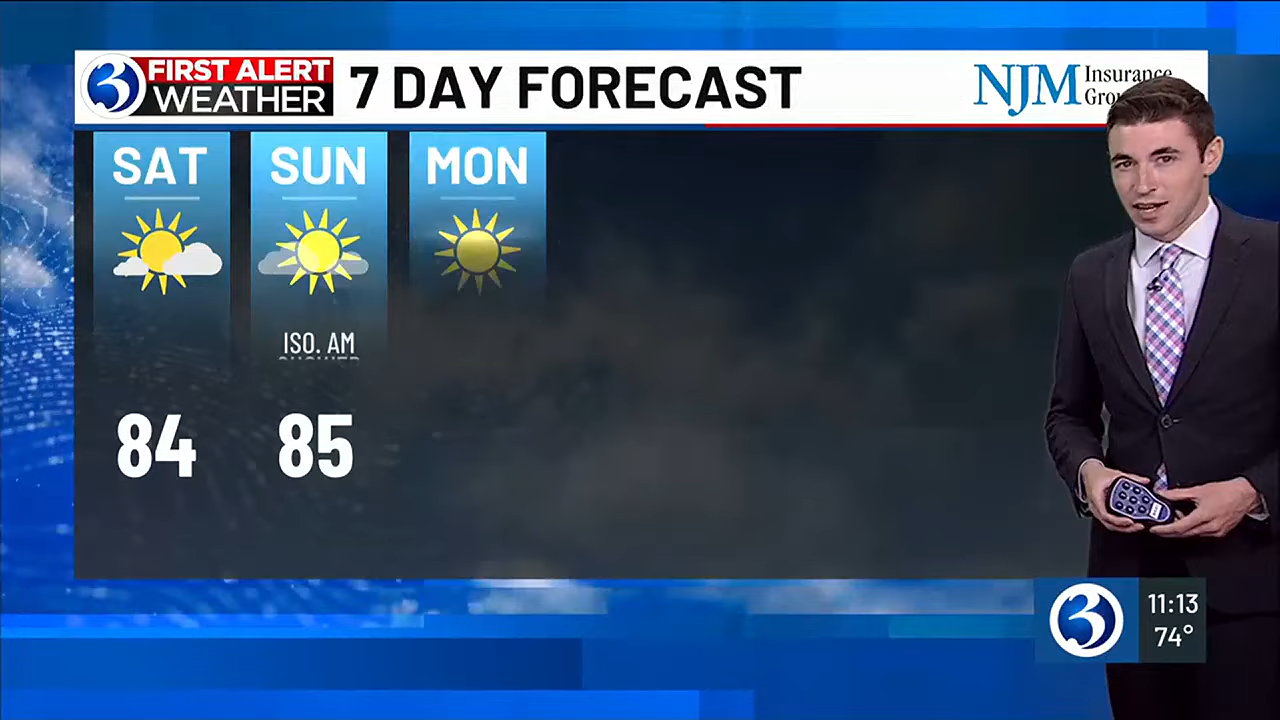 3 FIRST ALERT
WEATHER
7 DAY FORECAST
NJM Insurance
SAT
SUN
MON
ISO. AM
84
85
3
11:13
74°